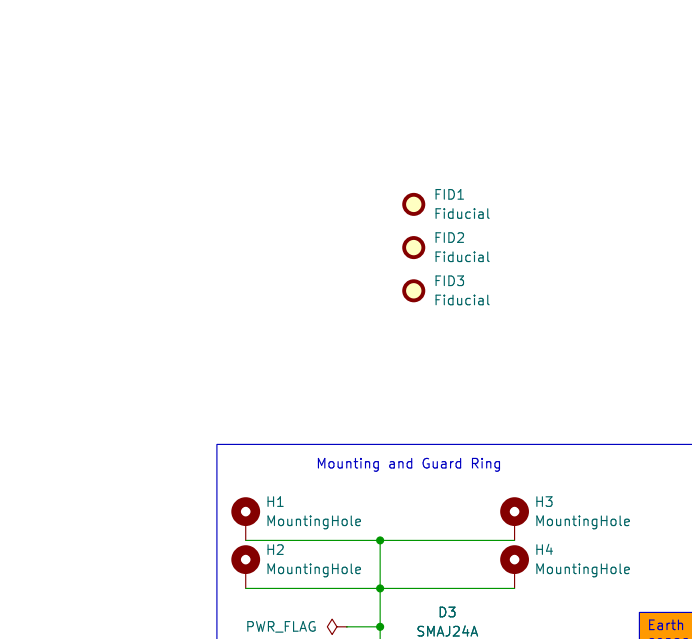 FID1
Fiducial
FID2
Fiducial
FID3
Fiducial
Mounting and Guard Ring
H1
MountingHole
H3
MountingHole
H2
MountingHole
H4
MountingHole
D3
PWR_FLAG
SMAJ24A
Earth